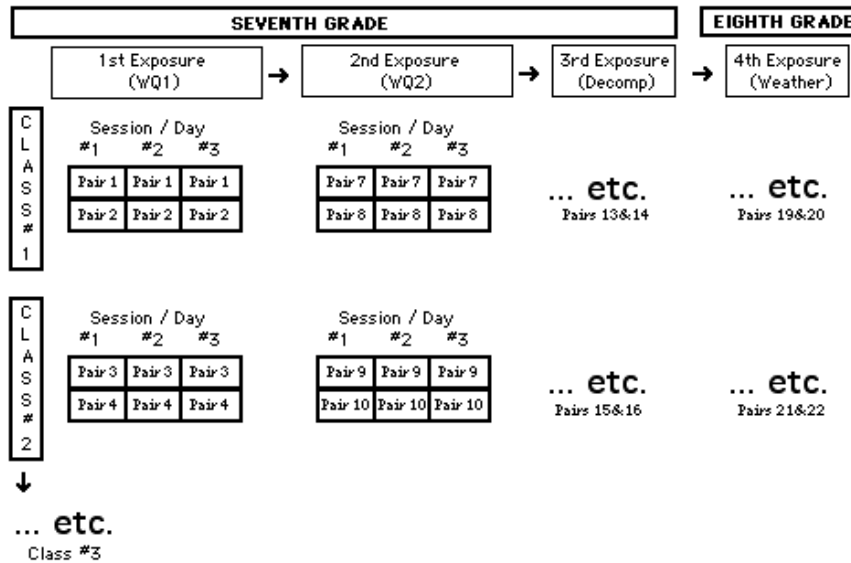 SEVENTH GRADE
EIGHTH GRADE
1st Exposure
(WQ1)
2nd Exposure
(WQ2)
3rd Exposure
(Decomp)
4th Exposure
(Weather)
CLASS#1
Session / Day
#1 #2 #3
Pair 1 Pair 1 Pair 1
Pair 2 Pair 2 Pair 2
Session / Day
#1 #2 #3
Pair 7 Pair 7 Pair 7
Pair 8 Pair 8 Pair 8
... etc.
Pairs 13&14
... etc.
Pairs 19&20
CLASS#2
Session / Day
#1 #2 #3
Pair 3 Pair 3 Pair 3
Pair 4 Pair 4 Pair 4
Session / Day
#1 #2 #3
Pair 9 Pair 9 Pair 9
Pair 10 Pair 10 Pair 10
... etc.
Pairs 15&16
... etc.
Pairs 21&22
... etc.
Class #3